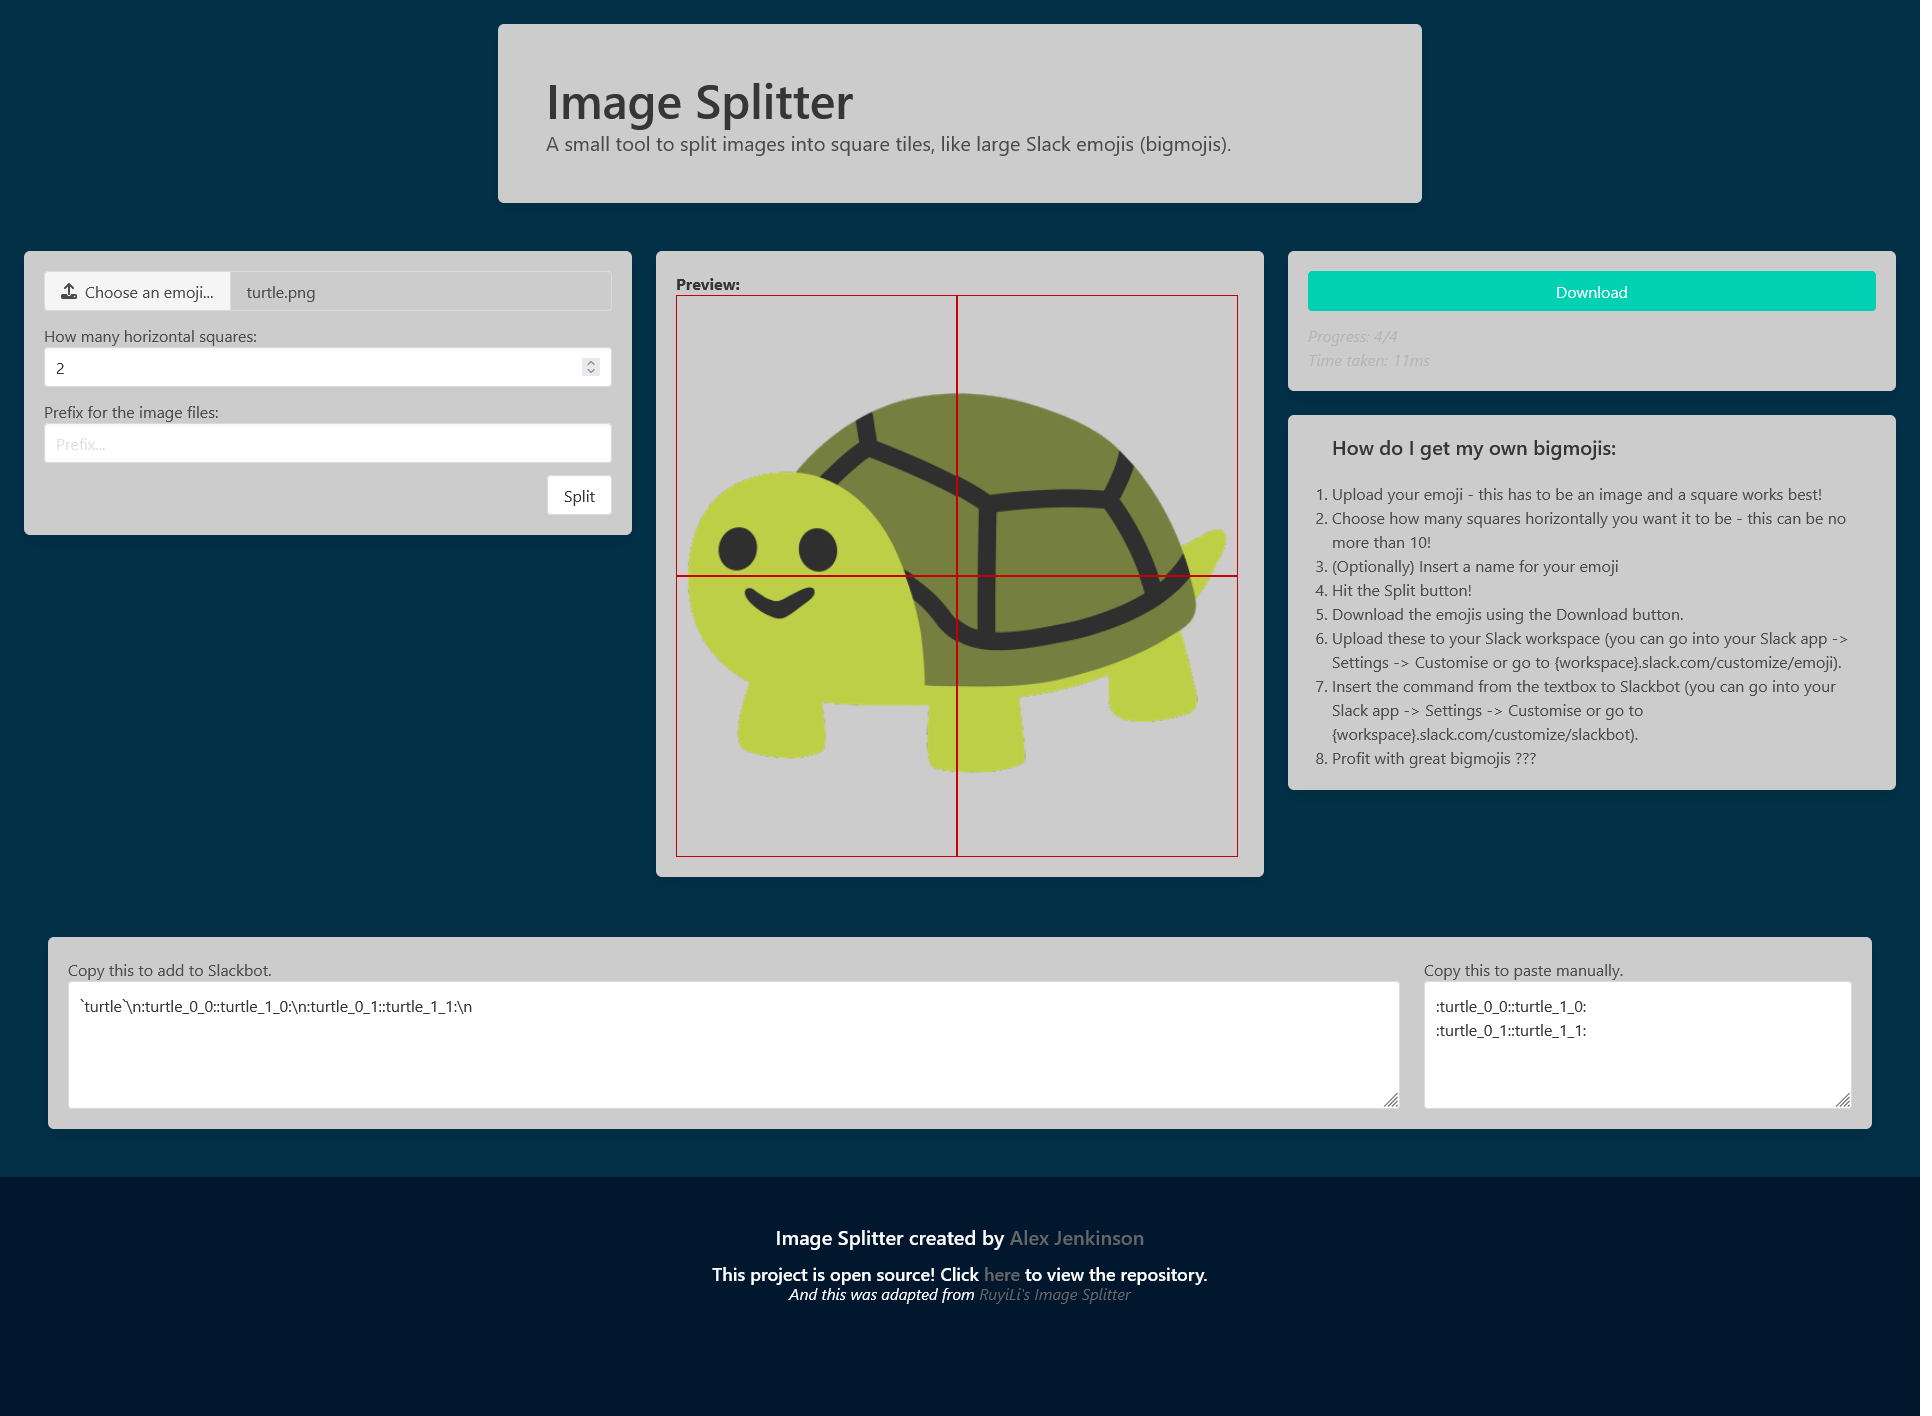 Image Splitter
A small tool to split images into square tiles, like large Slack emojis (bigmojis).
Choose an emoji... turtle.png
How many horizontal squares:
2
Prefix for the image files:
Prefix...
Split
Preview:
Download
Progress: 4/4
Time taken: 11ms
How do I get my own bigmojis:
1. Upload your emoji - this has to be an image and a square works best!
2. Choose how many squares horizontally you want it to be - this can be no
more than 10!
3. (Optionally) Insert a name for your emoji
4. Hit the Split button!
5. Download the emojis using the Download button.
6. Upload these to your Slack workspace (you can go into your Slack app ->
Settings -> Customise or go to {workspace}.slack.com/customize/emoji).
7. Insert the command from the textbox to Slackbot (you can go into your
Slack app -> Settings -> Customise or go to
{workspace}.slack.com/customize/slackbot).
8. Profit with great bigmojis ???
Copy this to add to Slackbot.
`turtle`\n:turtle_0_0::turtle_1_0:\n:turtle_0_1::turtle_1_1:\n
Copy this to paste manually.
:turtle_0_0::turtle_1_0:
:turtle_0_1::turtle_1_1:
Image Splitter created by Alex Jenkinson
This project is open source! Click here to view the repository.
And this was adapted from RuyiLi's Image Splitter